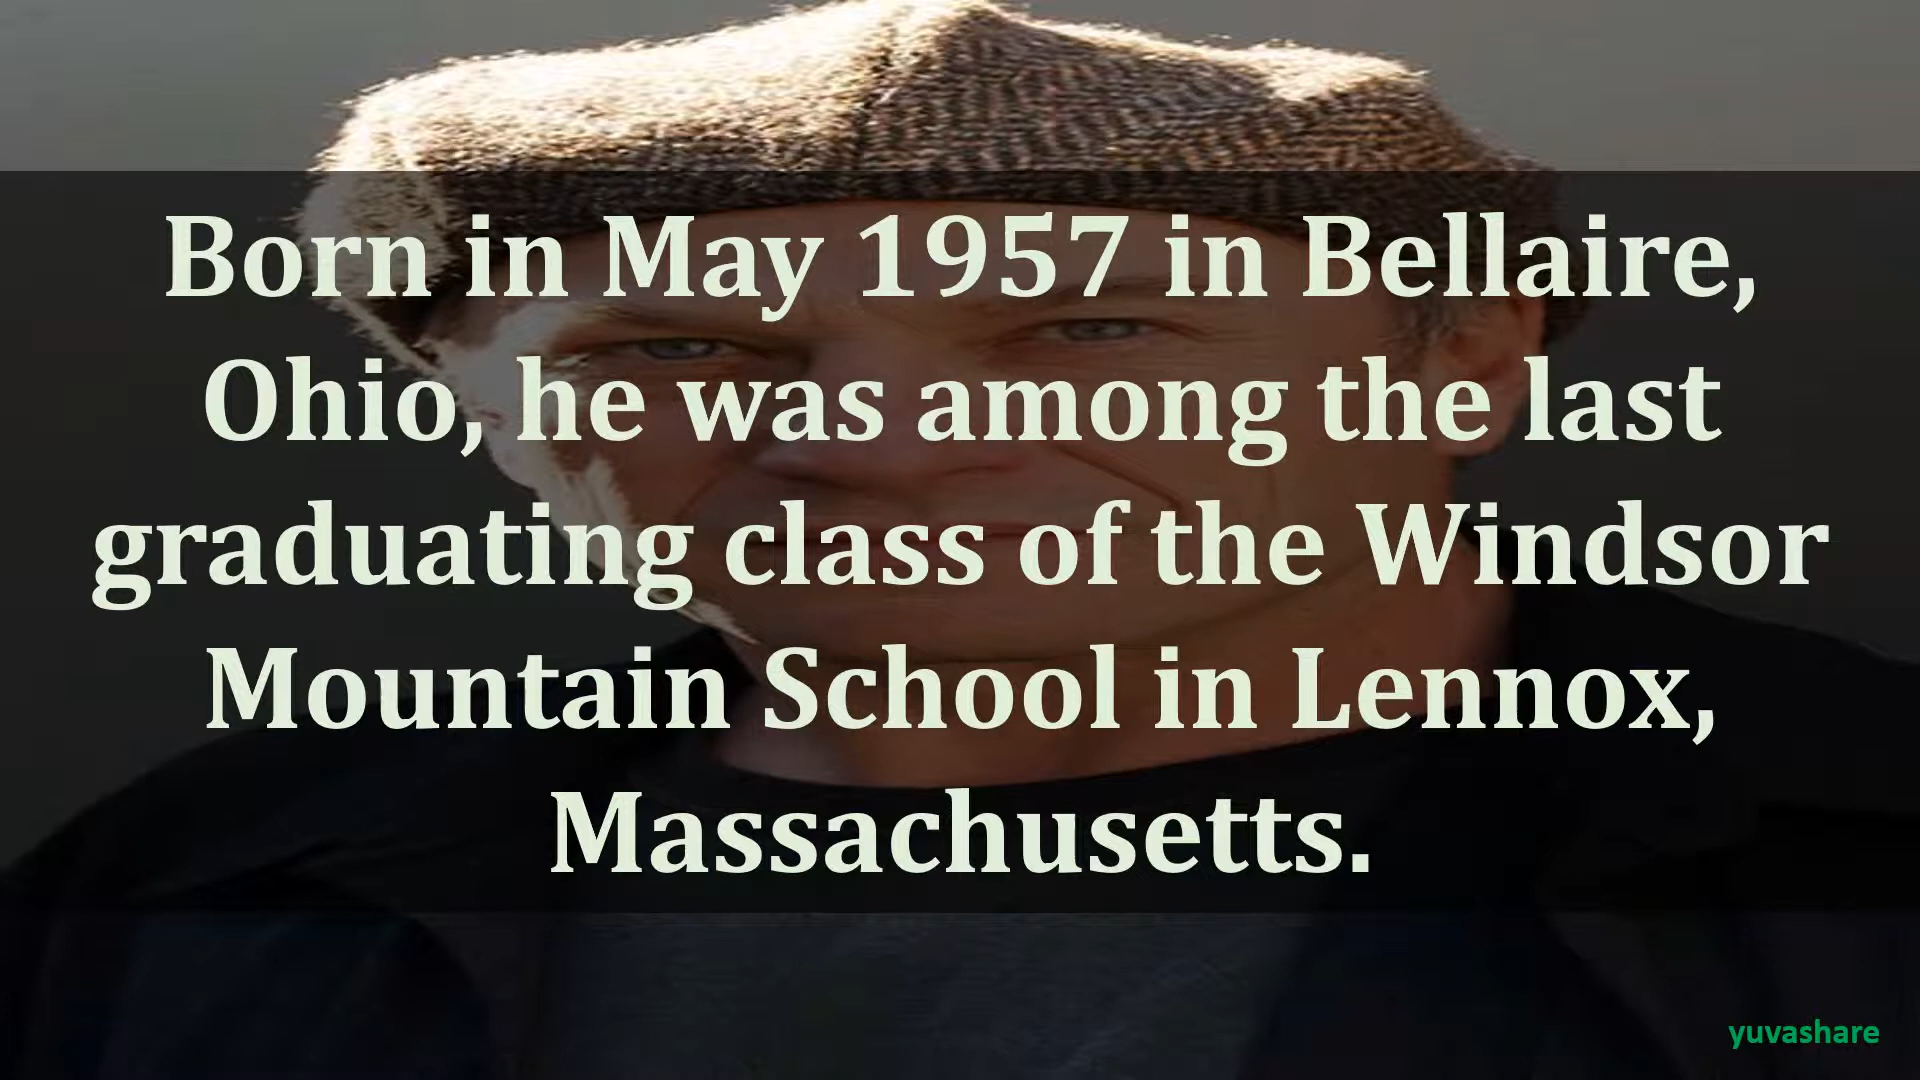 Born in May 1957 in Bellaire,
Ohio, he was among the last
graduating class of the Windsor
Mountain School in Lennox,
Massachusetts.
yuvashare